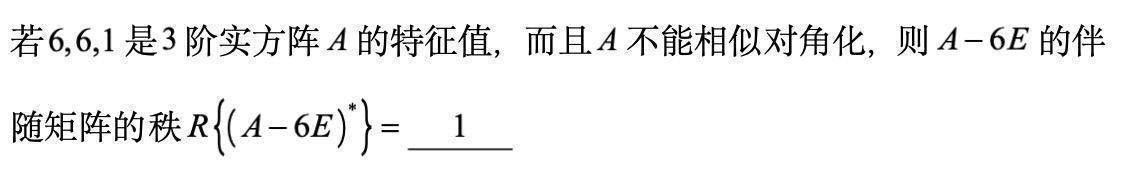 若6,6,1是3阶实方阵A的特征值，而且A不能相似对角化，则A−6E的伴
随矩阵的秩R{(A−6E)*}= 1